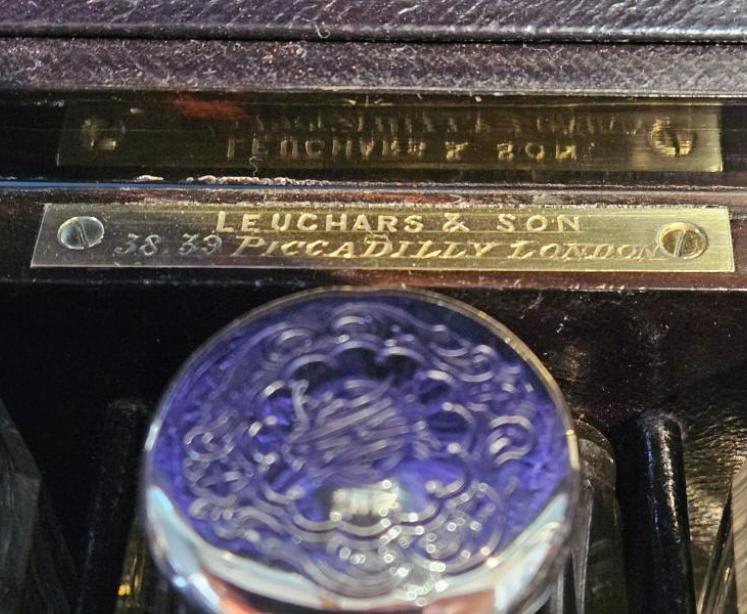 LEUCHARS & SON
38 39 PICCADILLY LONDON